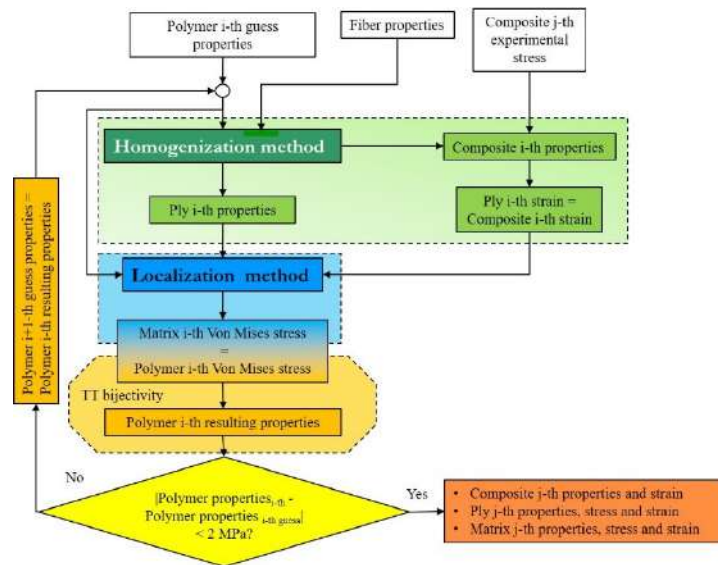 Polymer i-th guess
properties
Fiber properties
Composite j-th
experimental
stress
Homogenization method
Composite i-th properties
Ply i-th properties
Ply i-th strain =
Composite i-th strain
Localization method
Matrix i-th Von Mises stress
=
Polymer i-th Von Mises stress
TT bijectivity
Polymer i-th resulting properties
Polymer i+1-th guess properties =
Polymer i-th resulting properties
No
|Polymer properties i-th -
Polymer properties i-th guess|
< 2 MPa?
Yes
• Composite j-th properties and strain
• Ply j-th properties, stress and strain
• Matrix j-th properties, stress and strain